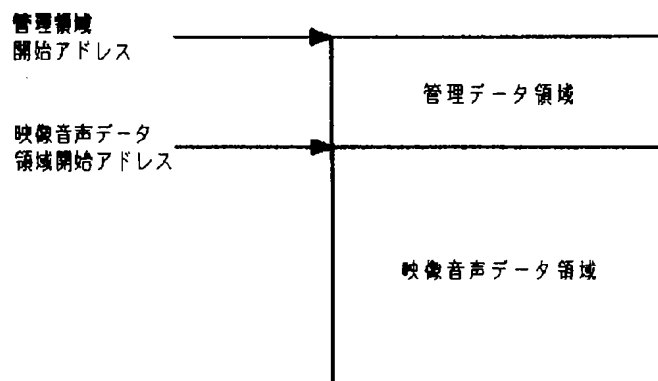 管理領域
開始アドレス
管理データ領域
映像音声データ
領域開始アドレス
映像音声データ領域